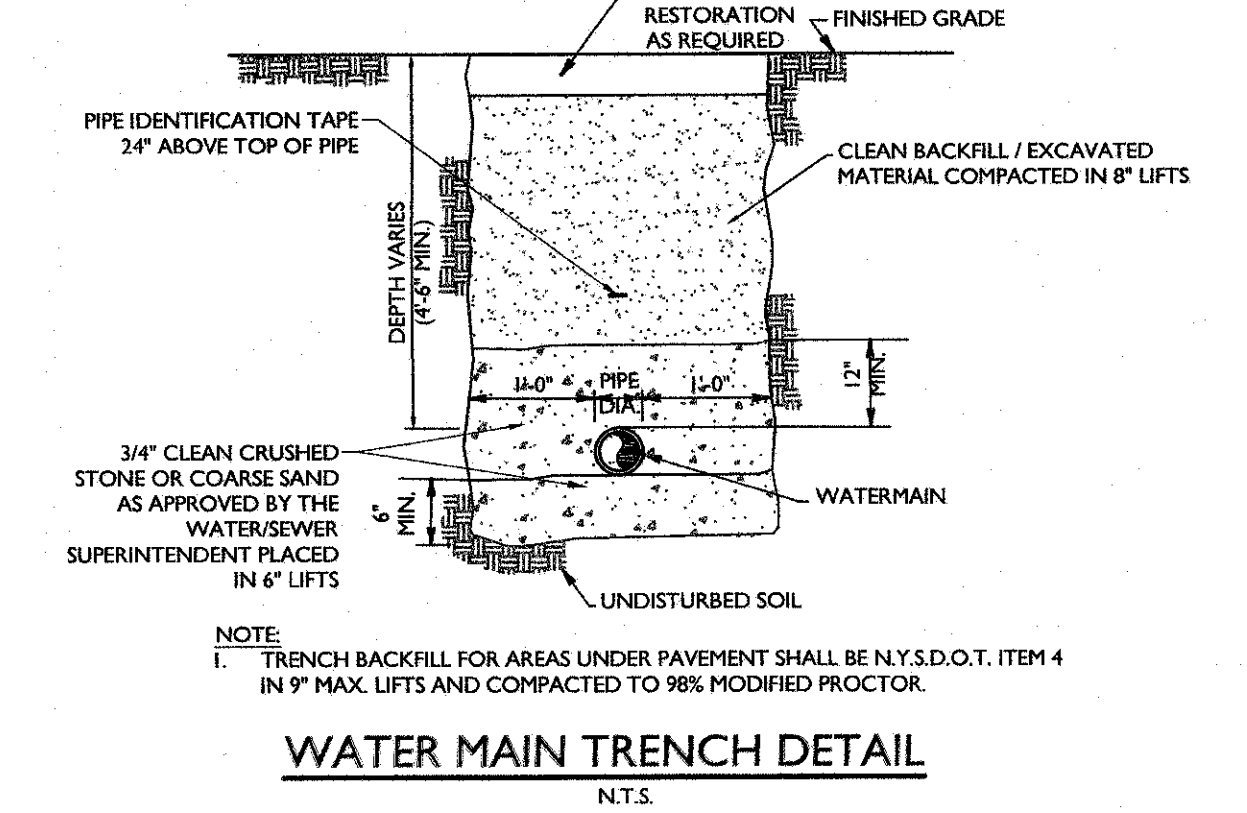 RESTORATION
AS REQUIRED
FINISHED GRADE
PIPE IDENTIFICATION TAPE
24" ABOVE TOP OF PIPE
CLEAN BACKFILL / EXCAVATED
MATERIAL COMPACTED IN 8" LIFTS
DEPTH VARIES
(4'-6" MIN.)
12"
MIN.
1'-0"
PIPE
DIA.
1'-0"
3/4" CLEAN CRUSHED
STONE OR COARSE SAND
AS APPROVED BY THE
WATER/SEWER
SUPERINTENDENT PLACED
IN 6" LIFTS
6"
MIN.
WATERMAIN
UNDISTURBED SOIL
NOTE:
1. TRENCH BACKFILL FOR AREAS UNDER PAVEMENT SHALL BE N.Y.S.D.O.T. ITEM 4
IN 9" MAX. LIFTS AND COMPACTED TO 98% MODIFIED PROCTOR.
WATER MAIN TRENCH DETAIL
N.T.S.